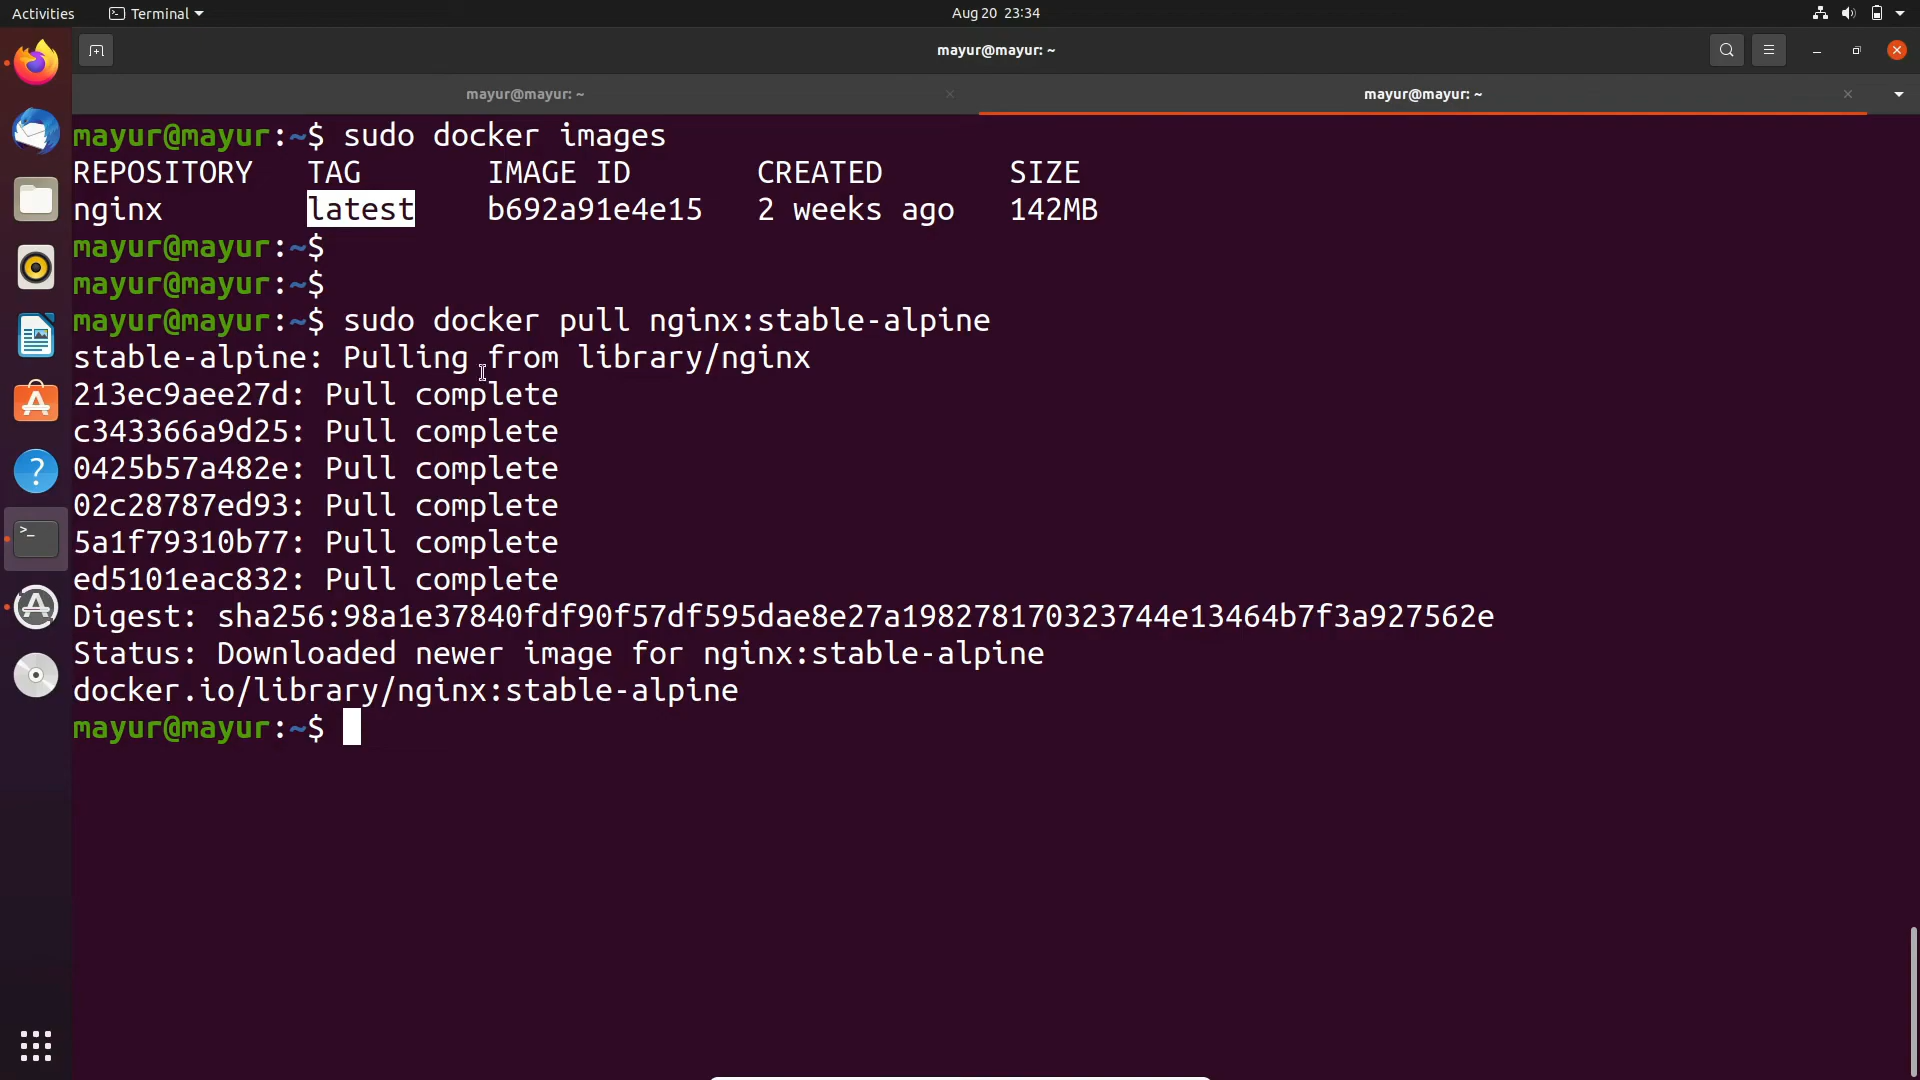 Activities
Terminal
Aug 20 23:34
mayur@mayur: ~
mayur@mayur: ~
mayur@mayur: ~
mayur@mayur:~$ sudo docker images
REPOSITORY TAG IMAGE ID CREATED SIZE
nginx latest b692a91e4e15 2 weeks ago 142MB
mayur@mayur:~$
mayur@mayur:~$
mayur@mayur:~$ sudo docker pull nginx:stable-alpine
stable-alpine: Pulling from library/nginx
213ec9aee27d: Pull complete
c343366a9d25: Pull complete
0425b57a482e: Pull complete
02c28787ed93: Pull complete
5a1f79310b77: Pull complete
ed5101eac832: Pull complete
Digest: sha256:98a1e37840fdf90f57df595dae8e27a198278170323744e13464b7f3a927562e
Status: Downloaded newer image for nginx:stable-alpine
docker.io/library/nginx:stable-alpine
mayur@mayur:~$